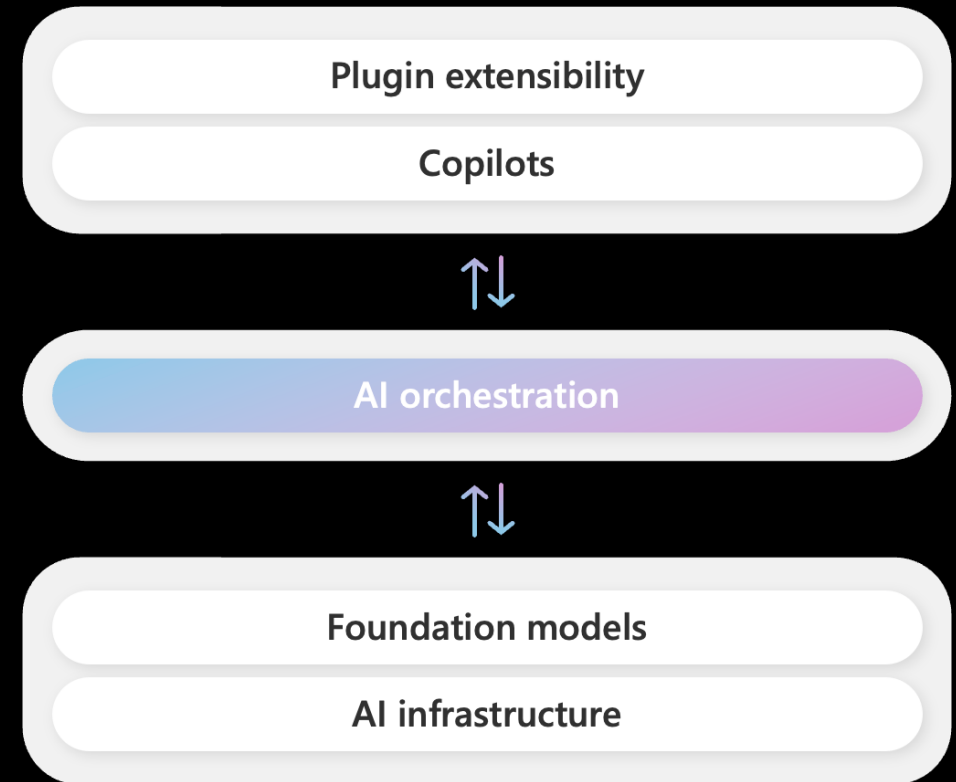 Plugin extensibility
Copilots
AI orchestration
Foundation models
AI infrastructure